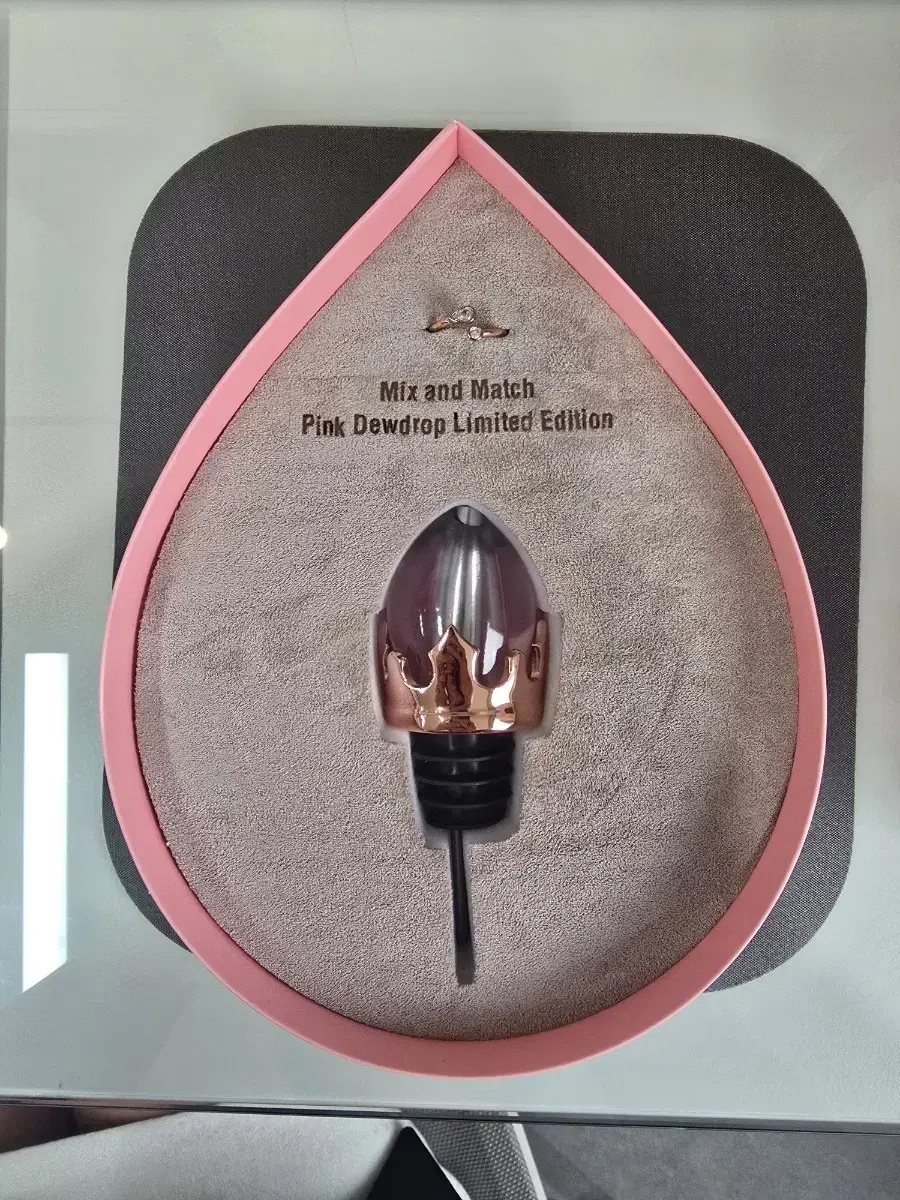 Mix and Match
Pink Dewdrop Limited Edition